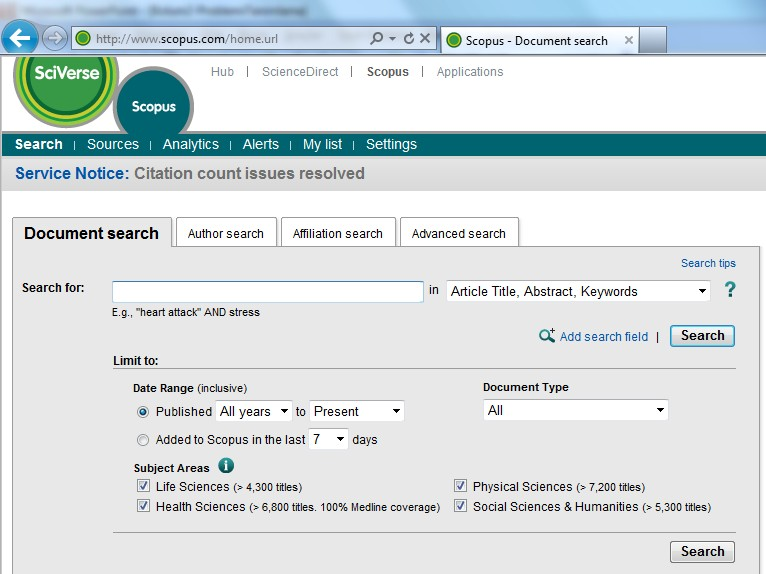 http://www.scopus.com/home.url
Scopus - Document search
SciVerse
Scopus
Hub | ScienceDirect | Scopus | Applications
Search | Sources | Analytics | Alerts | My list | Settings
Service Notice: Citation count issues resolved
Document search
Author search
Affiliation search
Advanced search
Search tips
Search for:
in
Article Title, Abstract, Keywords
?
E.g., "heart attack" AND stress
Add search field | Search
Limit to:
Date Range (inclusive)
Document Type
Published All years to Present
All
Added to Scopus in the last 7 days
Subject Areas i
Life Sciences (> 4,300 titles)
Physical Sciences (> 7,200 titles)
Health Sciences (> 6,800 titles. 100% Medline coverage)
Social Sciences & Humanities (> 5,300 titles)
Search